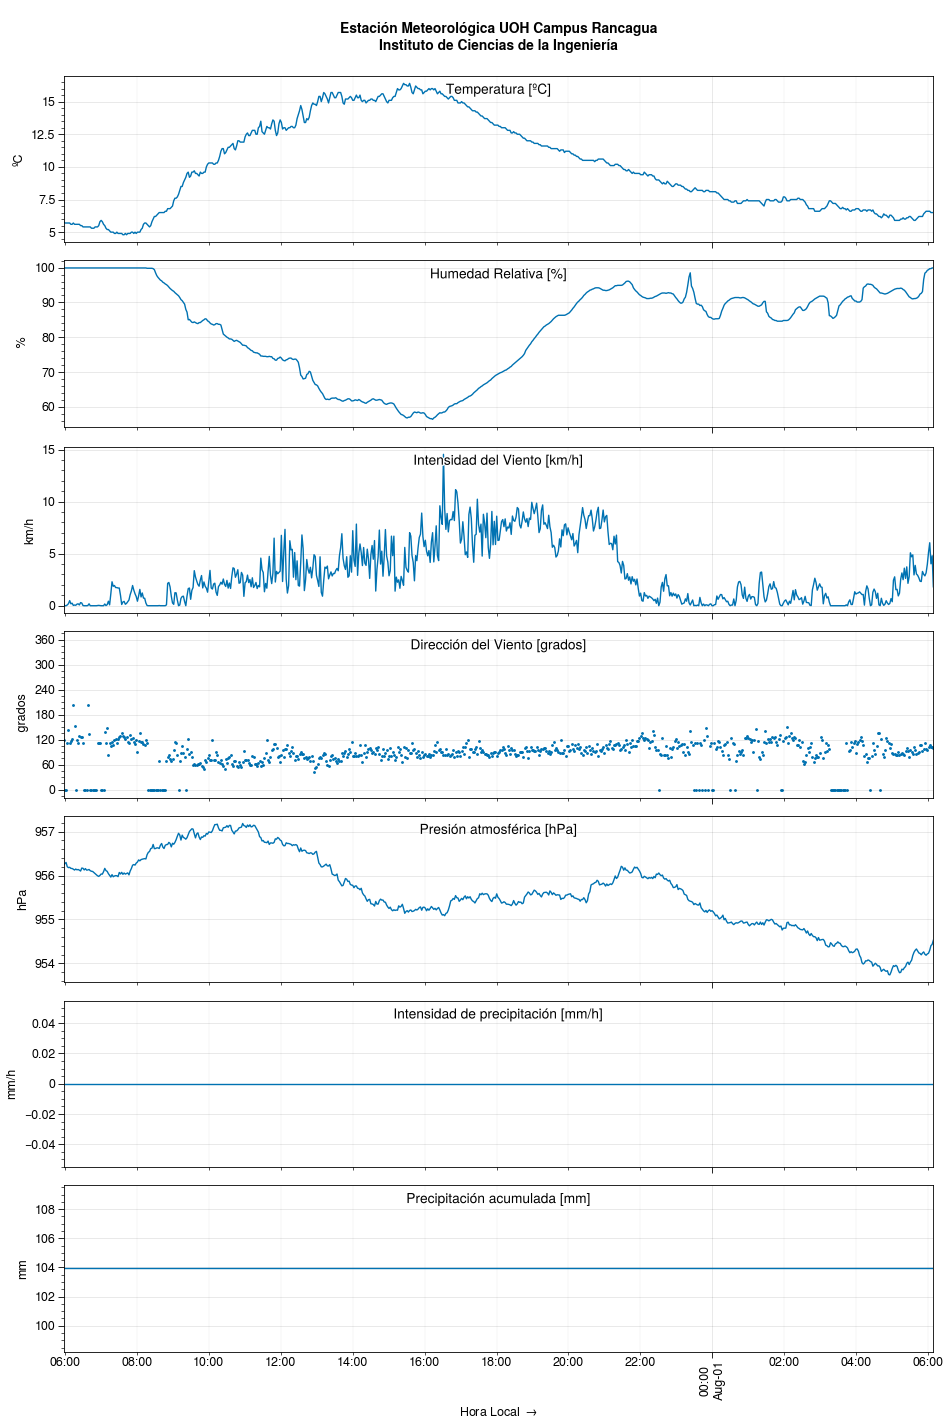 Estación Meteorológica UOH Campus Rancagua
Instituto de Ciencias de la Ingeniería
Temperatura [ºC]
ºC
15
12.5
10
7.5
5
Humedad Relativa [%]
%
100
90
80
70
60
Intensidad del Viento [km/h]
km/h
15
10
5
0
Dirección del Viento [grados]
grados
360
300
240
180
120
60
0
Presión atmosférica [hPa]
hPa
957
956
955
954
Intensidad de precipitación [mm/h]
mm/h
0.04
0.02
0
−0.02
−0.04
Precipitación acumulada [mm]
mm
108
106
104
102
100
06:00 08:00 10:00 12:00 14:00 16:00 18:00 20:00 22:00 00:00 02:00 04:00 06:00
Aug-01
Hora Local →